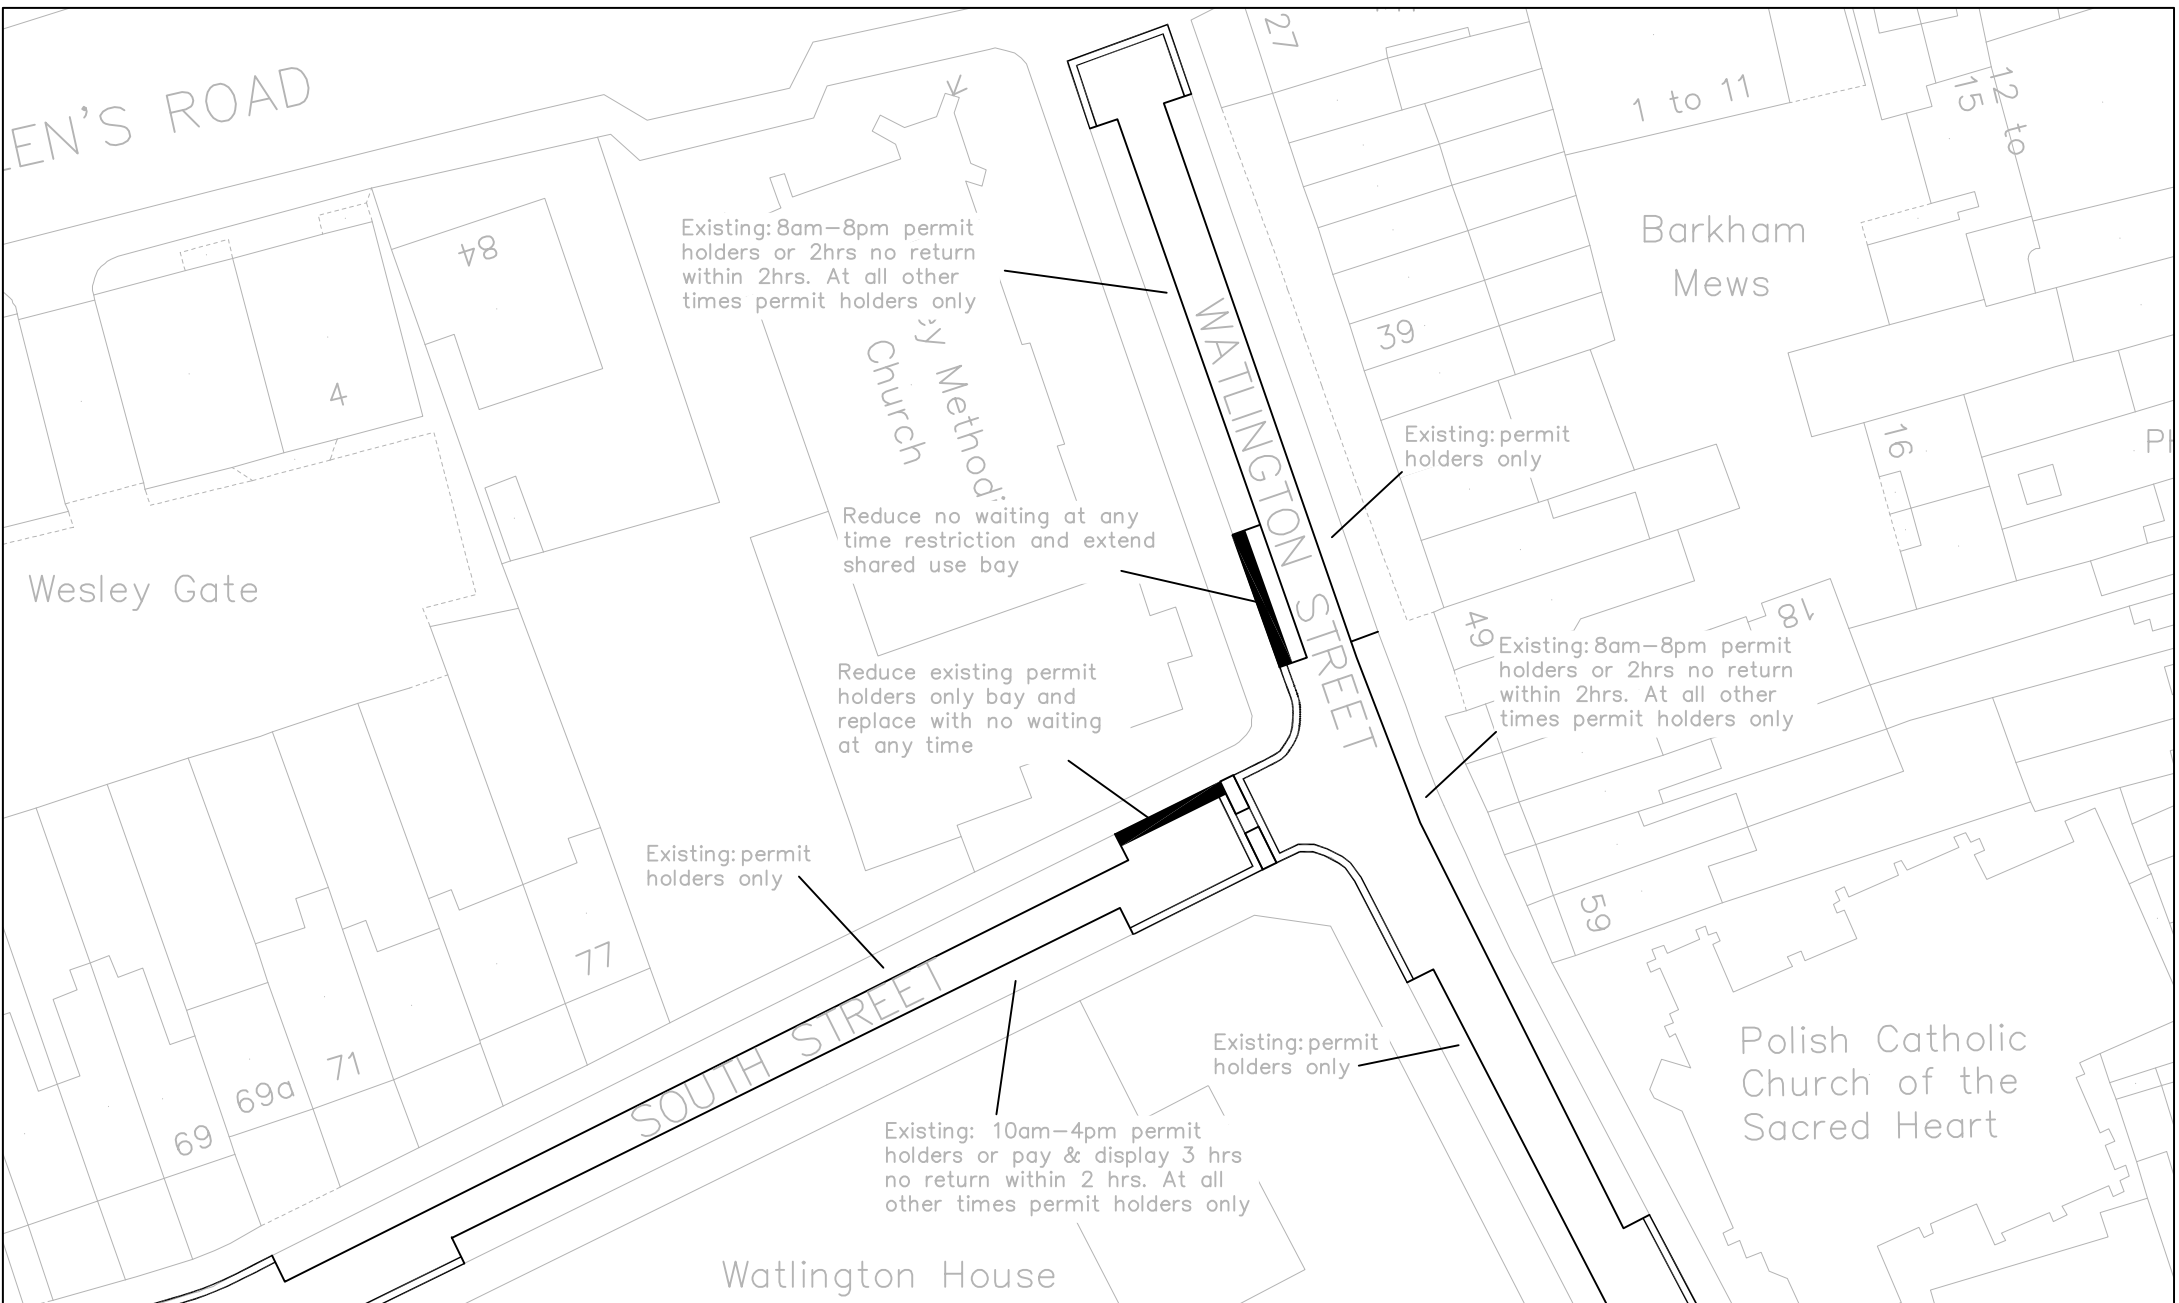 EN'S ROAD
27
1 to 11
15
12 to
84
Existing: 8am-8pm permit
holders or 2hrs no return
within 2hrs. At all other
times permit holders only
Barkham
Mews
39
4
Methodi
Church
WATLINGTON STREET
Existing: permit
holders only
16
Reduce no waiting at any
time restriction and extend
shared use bay
Wesley Gate
49
18
Existing: 8am-8pm permit
holders or 2hrs no return
within 2hrs. At all other
times permit holders only
Reduce existing permit
holders only bay and
replace with no waiting
at any time
Existing: permit
holders only
59
77
SOUTH STREET
71
69a
69
Existing: permit
holders only
Polish Catholic
Church of the
Sacred Heart
Existing: 10am-4pm permit
holders or pay & display 3 hrs
no return within 2 hrs. At all
other times permit holders only
Watlington House